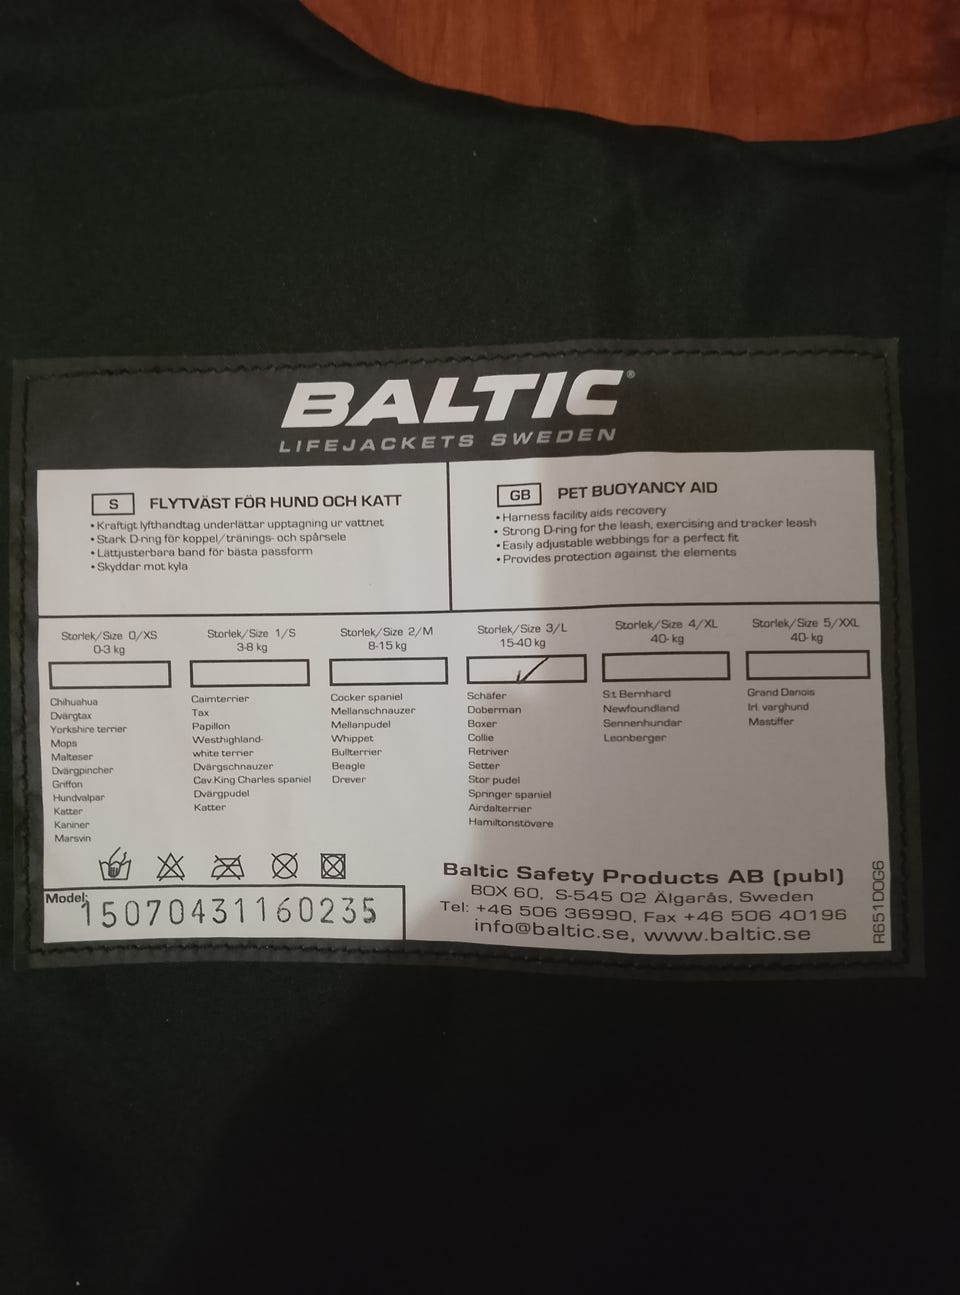 BALTIC®
LIFEJACKETS SWEDEN
S FLYTVÄST FÖR HUND OCH KATT
• Kraftigt lyfthandtag underlättar upptagning ur vattnet
• Stark D-ring för koppel/tränings- och spårsele
• Lättjusterbara band för bästa passform
• Skyddar mot kyla
GB PET BUOYANCY AID
• Harness facility aids recovery
• Strong D-ring for the leash, exercising and tracker leash
• Easily adjustable webbings for a perfect fit
• Provides protection against the elements
Storlek/Size 0/XS
0-3 kg
Chihuahua
Dvärgtax
Yorkshire terrier
Mops
Malteser
Dvärgpincher
Griffon
Hundvalpar
Katter
Kaniner
Marsvin
Storlek/Size 1/S
3-8 kg
Cairnterrier
Tax
Papillon
Westhighland-
white terrier
Dvärgschnauzer
Cav.King Charles spaniel
Dvärgpudel
Katter
Storlek/Size 2/M
8-15 kg
Cocker spaniel
Mellanschnauzer
Mellanpudel
Whippet
Bullterrier
Beagle
Drever
Storlek/Size 3/L
15-40 kg
Schäfer
Doberman
Boxer
Collie
Retriver
Setter
Stor pudel
Springer spaniel
Airdalterrier
Hamiltonstövare
Storlek/Size 4/XL
40- kg
S:t Bernhard
Newfoundland
Sennenhundar
Leonberger
Storlek/Size 5/XXL
40- kg
Grand Danois
Irl. varghund
Mastiffer
Model:
15070431160235
Baltic Safety Products AB (publ)
BOX 60, S-545 02 Älgarås, Sweden
Tel: +46 506 36990, Fax +46 506 40196
info@baltic.se, www.baltic.se
R651DOG6